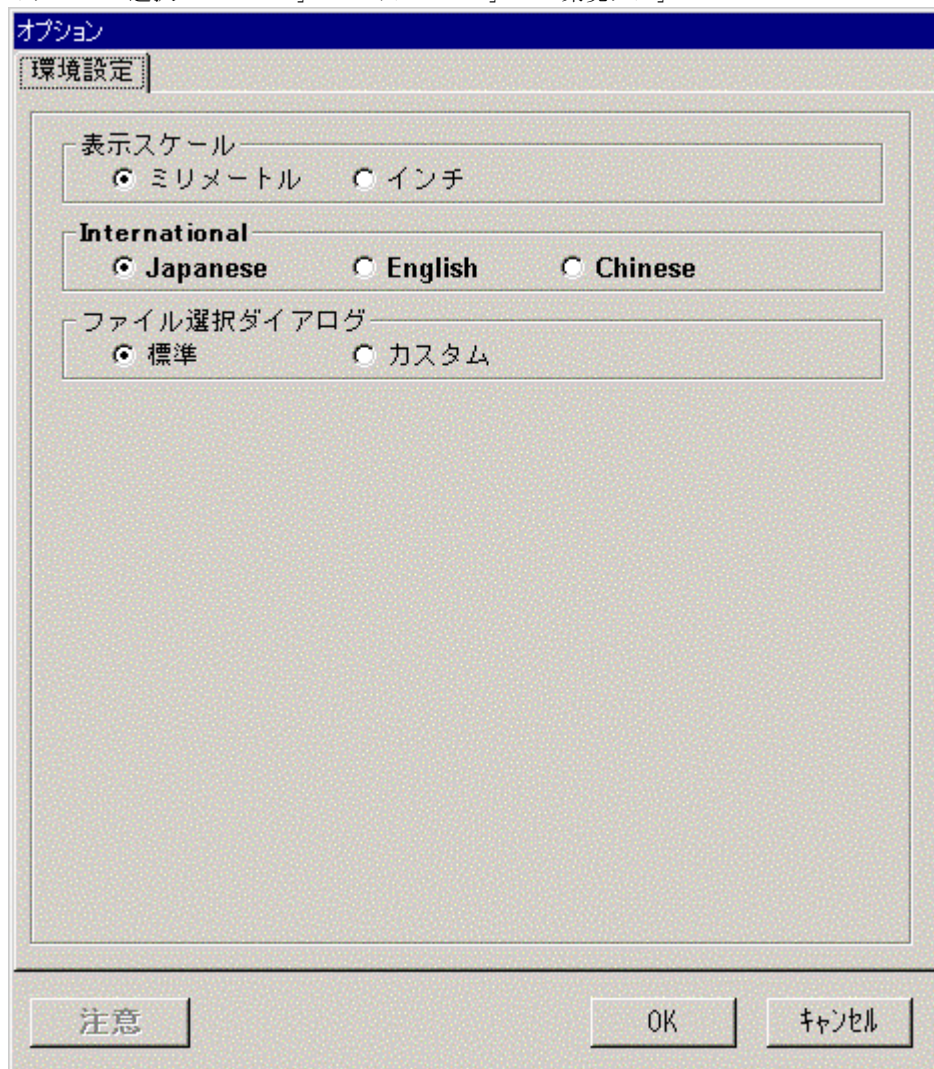 オプション
環境設定
表示スケール
ミリメートル インチ
International
Japanese English Chinese
ファイル選択ダイアログ
標準 カスタム
注意 OK キャンセル